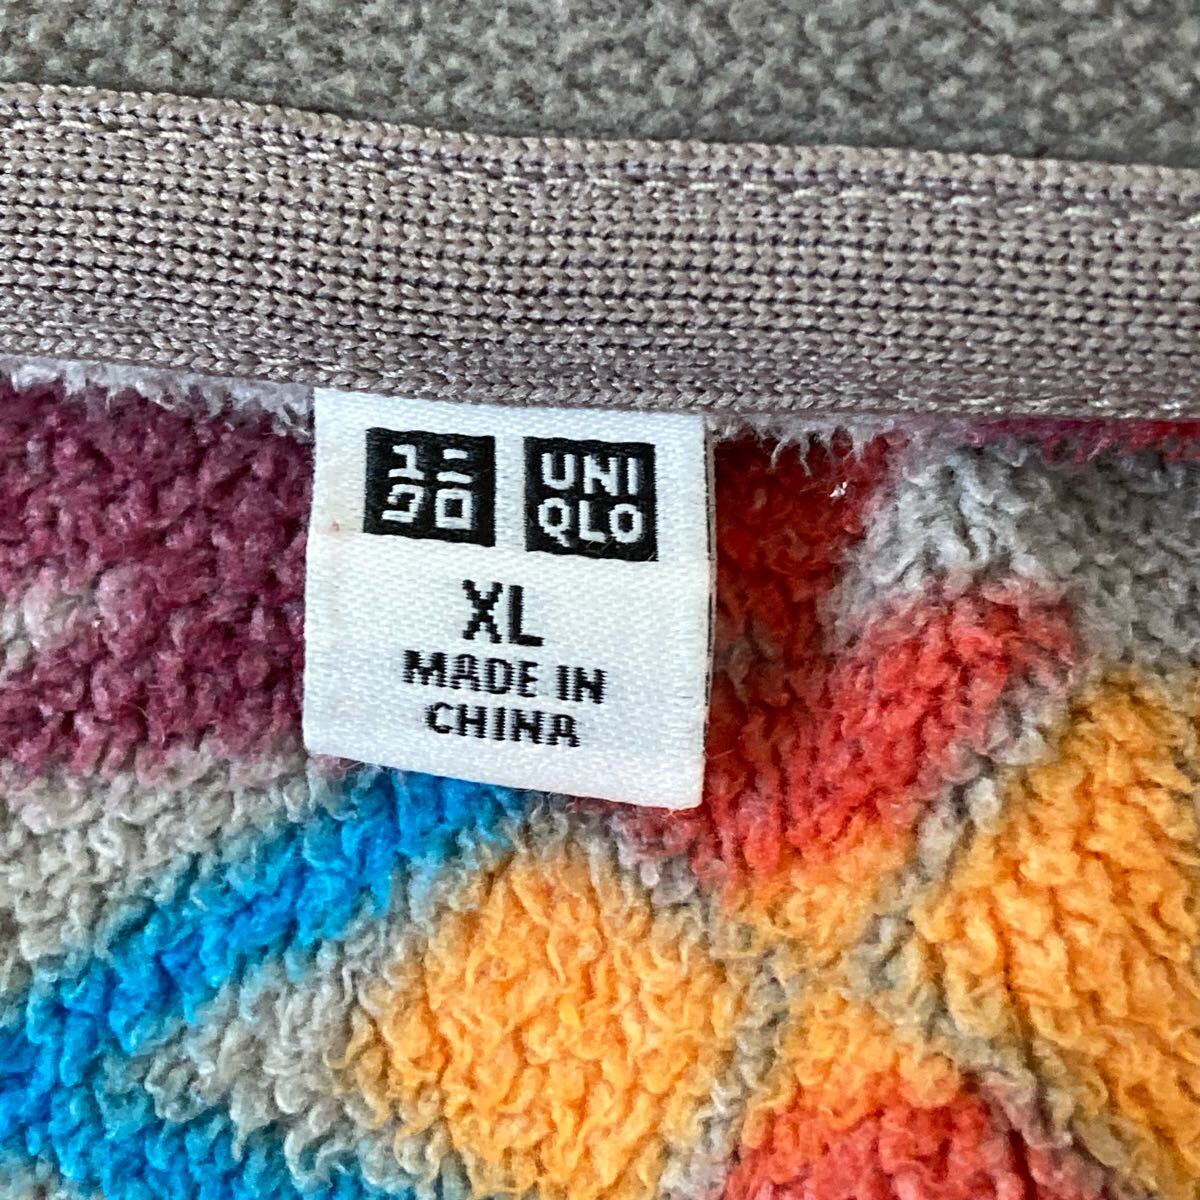 ユニ
クロ
UNI
QLO
XL
MADE IN
CHINA